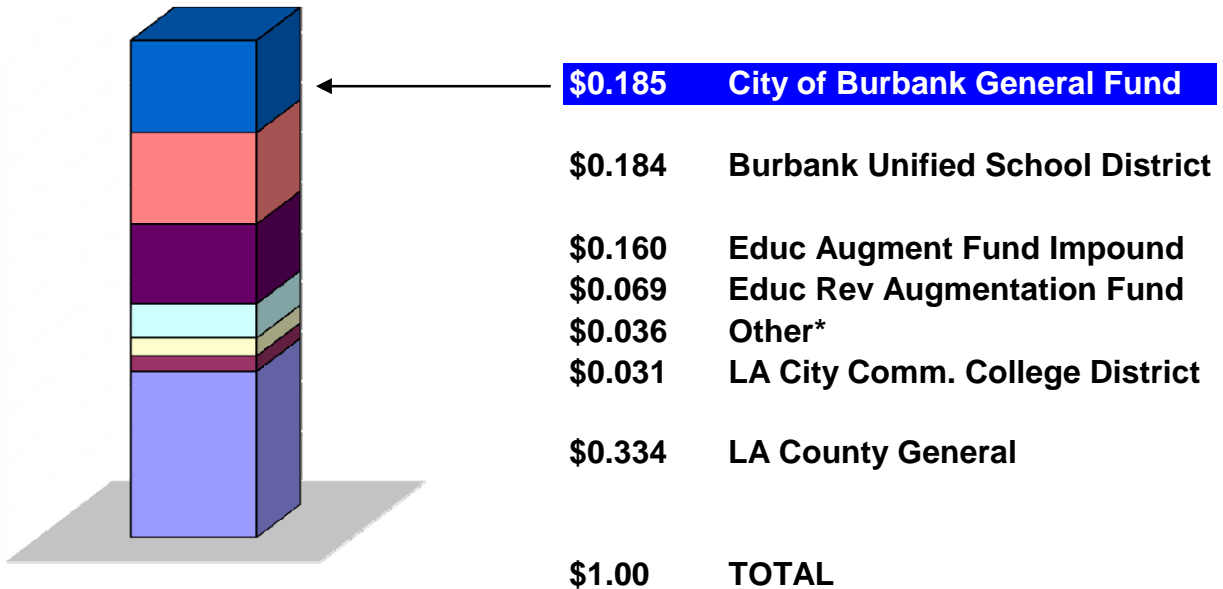 $0.185 City of Burbank General Fund
$0.184 Burbank Unified School District
$0.160 Educ Augment Fund Impound
$0.069 Educ Rev Augmentation Fund
$0.036 Other*
$0.031 LA City Comm. College District
$0.334 LA County General
$1.00 TOTAL